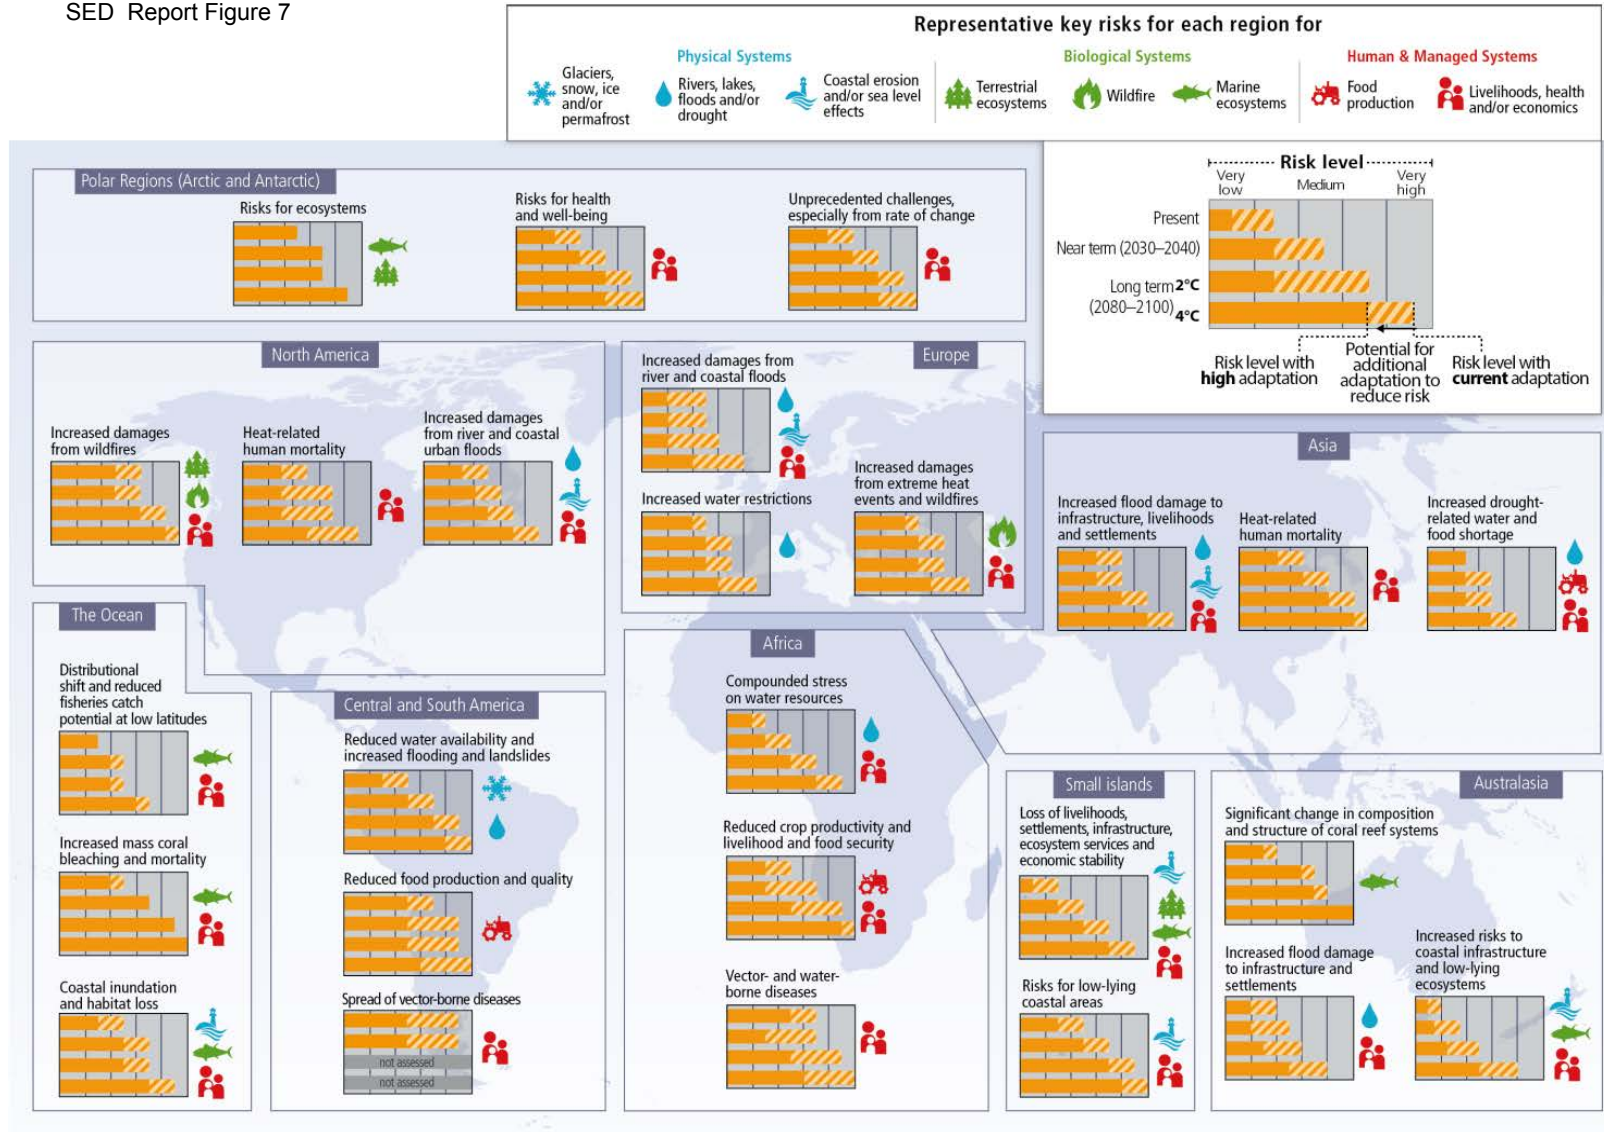 SED Report Figure 7
Representative key risks for each region for
Physical Systems
Biological Systems
Human & Managed Systems
Glaciers,
snow, ice
and/or
permafrost
Rivers, lakes,
floods and/or
drought
Coastal erosion
and/or sea level
effects
Terrestrial
ecosystems
Wildfire
Marine
ecosystems
Food
production
Livelihoods, health
and/or economics
Risk level
Very
low
Medium
Very
high
Present
Near term (2030–2040)
Long term 2°C
(2080–2100) 4°C
Risk level with
high adaptation
Potential for
additional
adaptation to
reduce risk
Risk level with
current adaptation
Polar Regions (Arctic and Antarctic)
Risks for ecosystems
Risks for health
and well-being
Unprecedented challenges,
especially from rate of change
North America
Increased damages
from wildfires
Heat-related
human mortality
Increased damages
from river and coastal
urban floods
Europe
Increased damages from
river and coastal floods
Increased water restrictions
Increased damages
from extreme heat
events and wildfires
Asia
Increased flood damage to
infrastructure, livelihoods
and settlements
Heat-related
human mortality
Increased drought-
related water and
food shortage
The Ocean
Distributional
shift and reduced
fisheries catch
potential at low latitudes
Increased mass coral
bleaching and mortality
Coastal inundation
and habitat loss
Central and South America
Reduced water availability and
increased flooding and landslides
Reduced food production and quality
Spread of vector-borne diseases
not assessed
not assessed
Africa
Compounded stress
on water resources
Reduced crop productivity and
livelihood and food security
Vector- and water-
borne diseases
Small islands
Loss of livelihoods,
settlements, infrastructure,
ecosystem services and
economic stability
Risks for low-lying
coastal areas
Australasia
Significant change in composition
and structure of coral reef systems
Increased flood damage
to infrastructure and
settlements
Increased risks to
coastal infrastructure
and low-lying
ecosystems